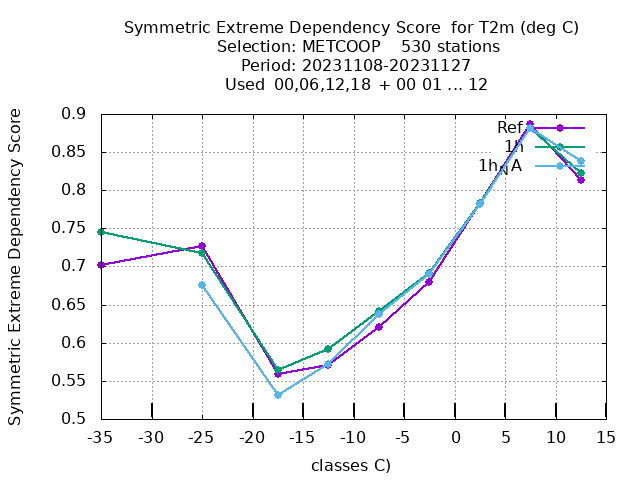 Symmetric Extreme Dependency Score for T2m (deg C)
Selection: METCOOP 530 stations
Period: 20231108-20231127
Used 00,06,12,18 + 00 01 ... 12
Symmetric Extreme Dependency Score
0.9
0.85
0.8
0.75
0.7
0.65
0.6
0.55
0.5
Ref
1h
1h_NA
-35 -30 -25 -20 -15 -10 -5 0 5 10 15
classes C)